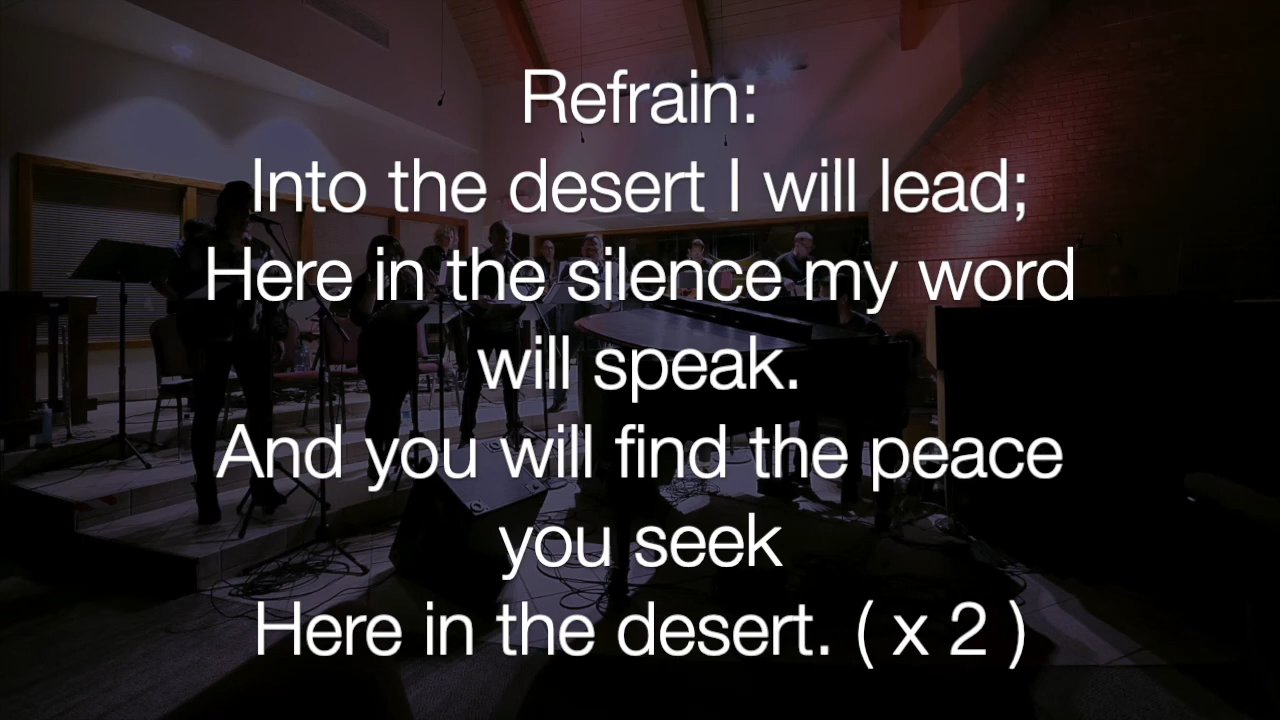 Refrain:
Into the desert I will lead;
Here in the silence my word
will speak.
And you will find the peace
you seek
Here in the desert. ( x 2 )